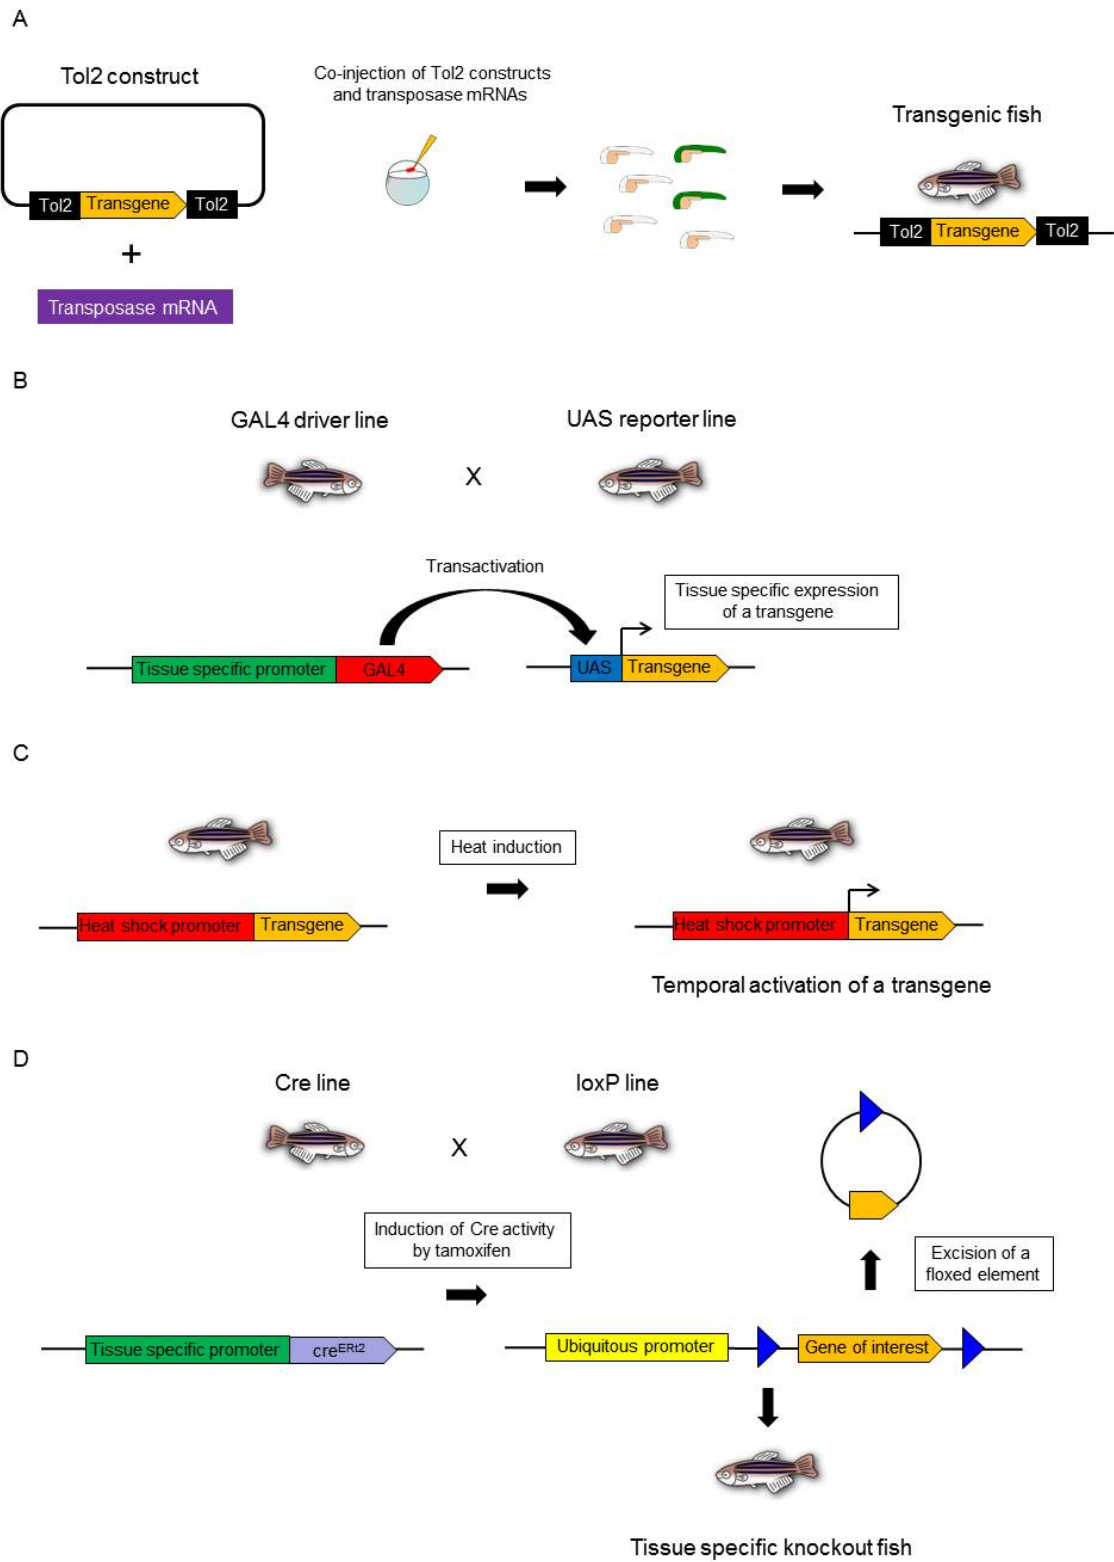 A
Tol2 construct
Co-injection of Tol2 constructs
and transposase mRNAs
Transgenic fish
Tol2 Transgene Tol2
Tol2 Transgene Tol2
+
Transposase mRNA
B
GAL4 driver line
UAS reporter line
X
Transactivation
Tissue specific expression
of a transgene
Tissue specific promoter GAL4
UAS Transgene
C
Heat induction
Heat shock promoter Transgene
Heat shock promoter Transgene
Temporal activation of a transgene
D
Cre line
loxP line
X
Induction of Cre activity
by tamoxifen
Excision of a
floxed element
Tissue specific promoter creERt2
Ubiquitous promoter Gene of interest
Tissue specific knockout fish